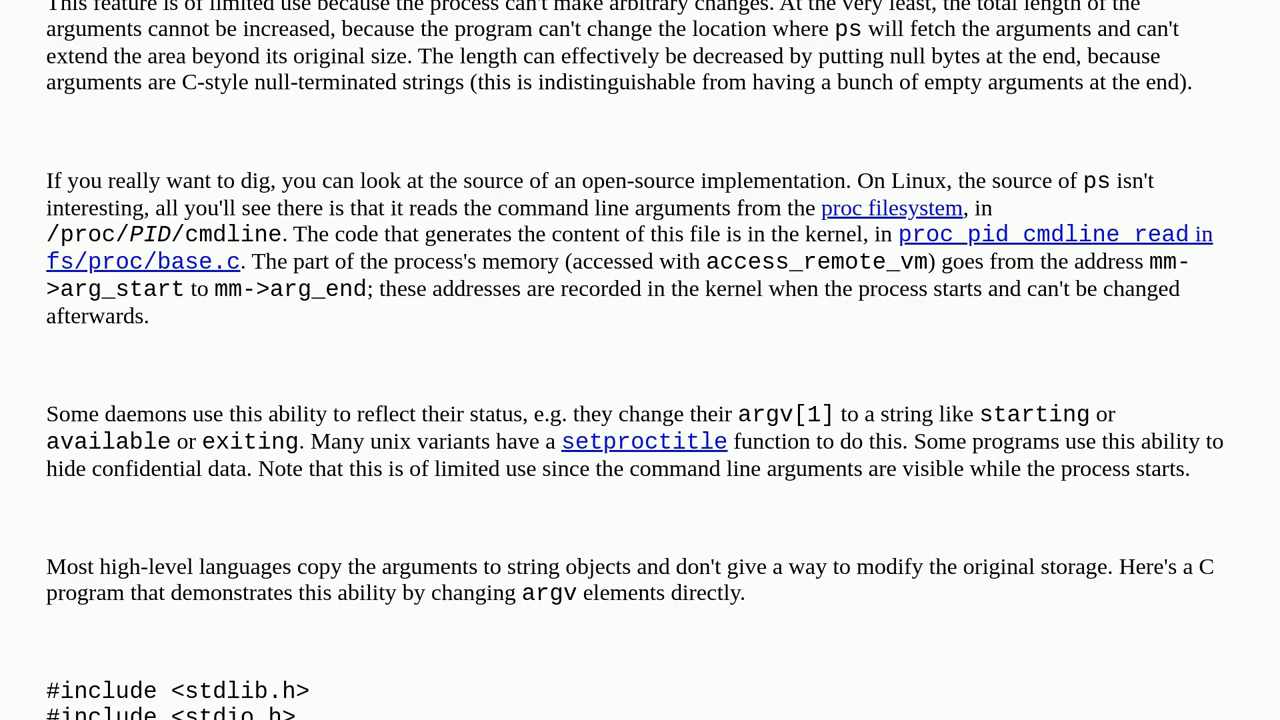 This feature is of limited use because the process can't make arbitrary changes. At the very least, the total length of the
arguments cannot be increased, because the program can't change the location where ps will fetch the arguments and can't
extend the area beyond its original size. The length can effectively be decreased by putting null bytes at the end, because
arguments are C-style null-terminated strings (this is indistinguishable from having a bunch of empty arguments at the end).
If you really want to dig, you can look at the source of an open-source implementation. On Linux, the source of ps isn't
interesting, all you'll see there is that it reads the command line arguments from the proc filesystem, in
/proc/PID/cmdline. The code that generates the content of this file is in the kernel, in proc_pid_cmdline_read in
fs/proc/base.c. The part of the process's memory (accessed with access_remote_vm) goes from the address mm-
>arg_start to mm->arg_end; these addresses are recorded in the kernel when the process starts and can't be changed
afterwards.
Some daemons use this ability to reflect their status, e.g. they change their argv[1] to a string like starting or
available or exiting. Many unix variants have a setproctitle function to do this. Some programs use this ability to
hide confidential data. Note that this is of limited use since the command line arguments are visible while the process starts.
Most high-level languages copy the arguments to string objects and don't give a way to modify the original storage. Here's a C
program that demonstrates this ability by changing argv elements directly.
#include <stdlib.h>
#include <stdio.h>